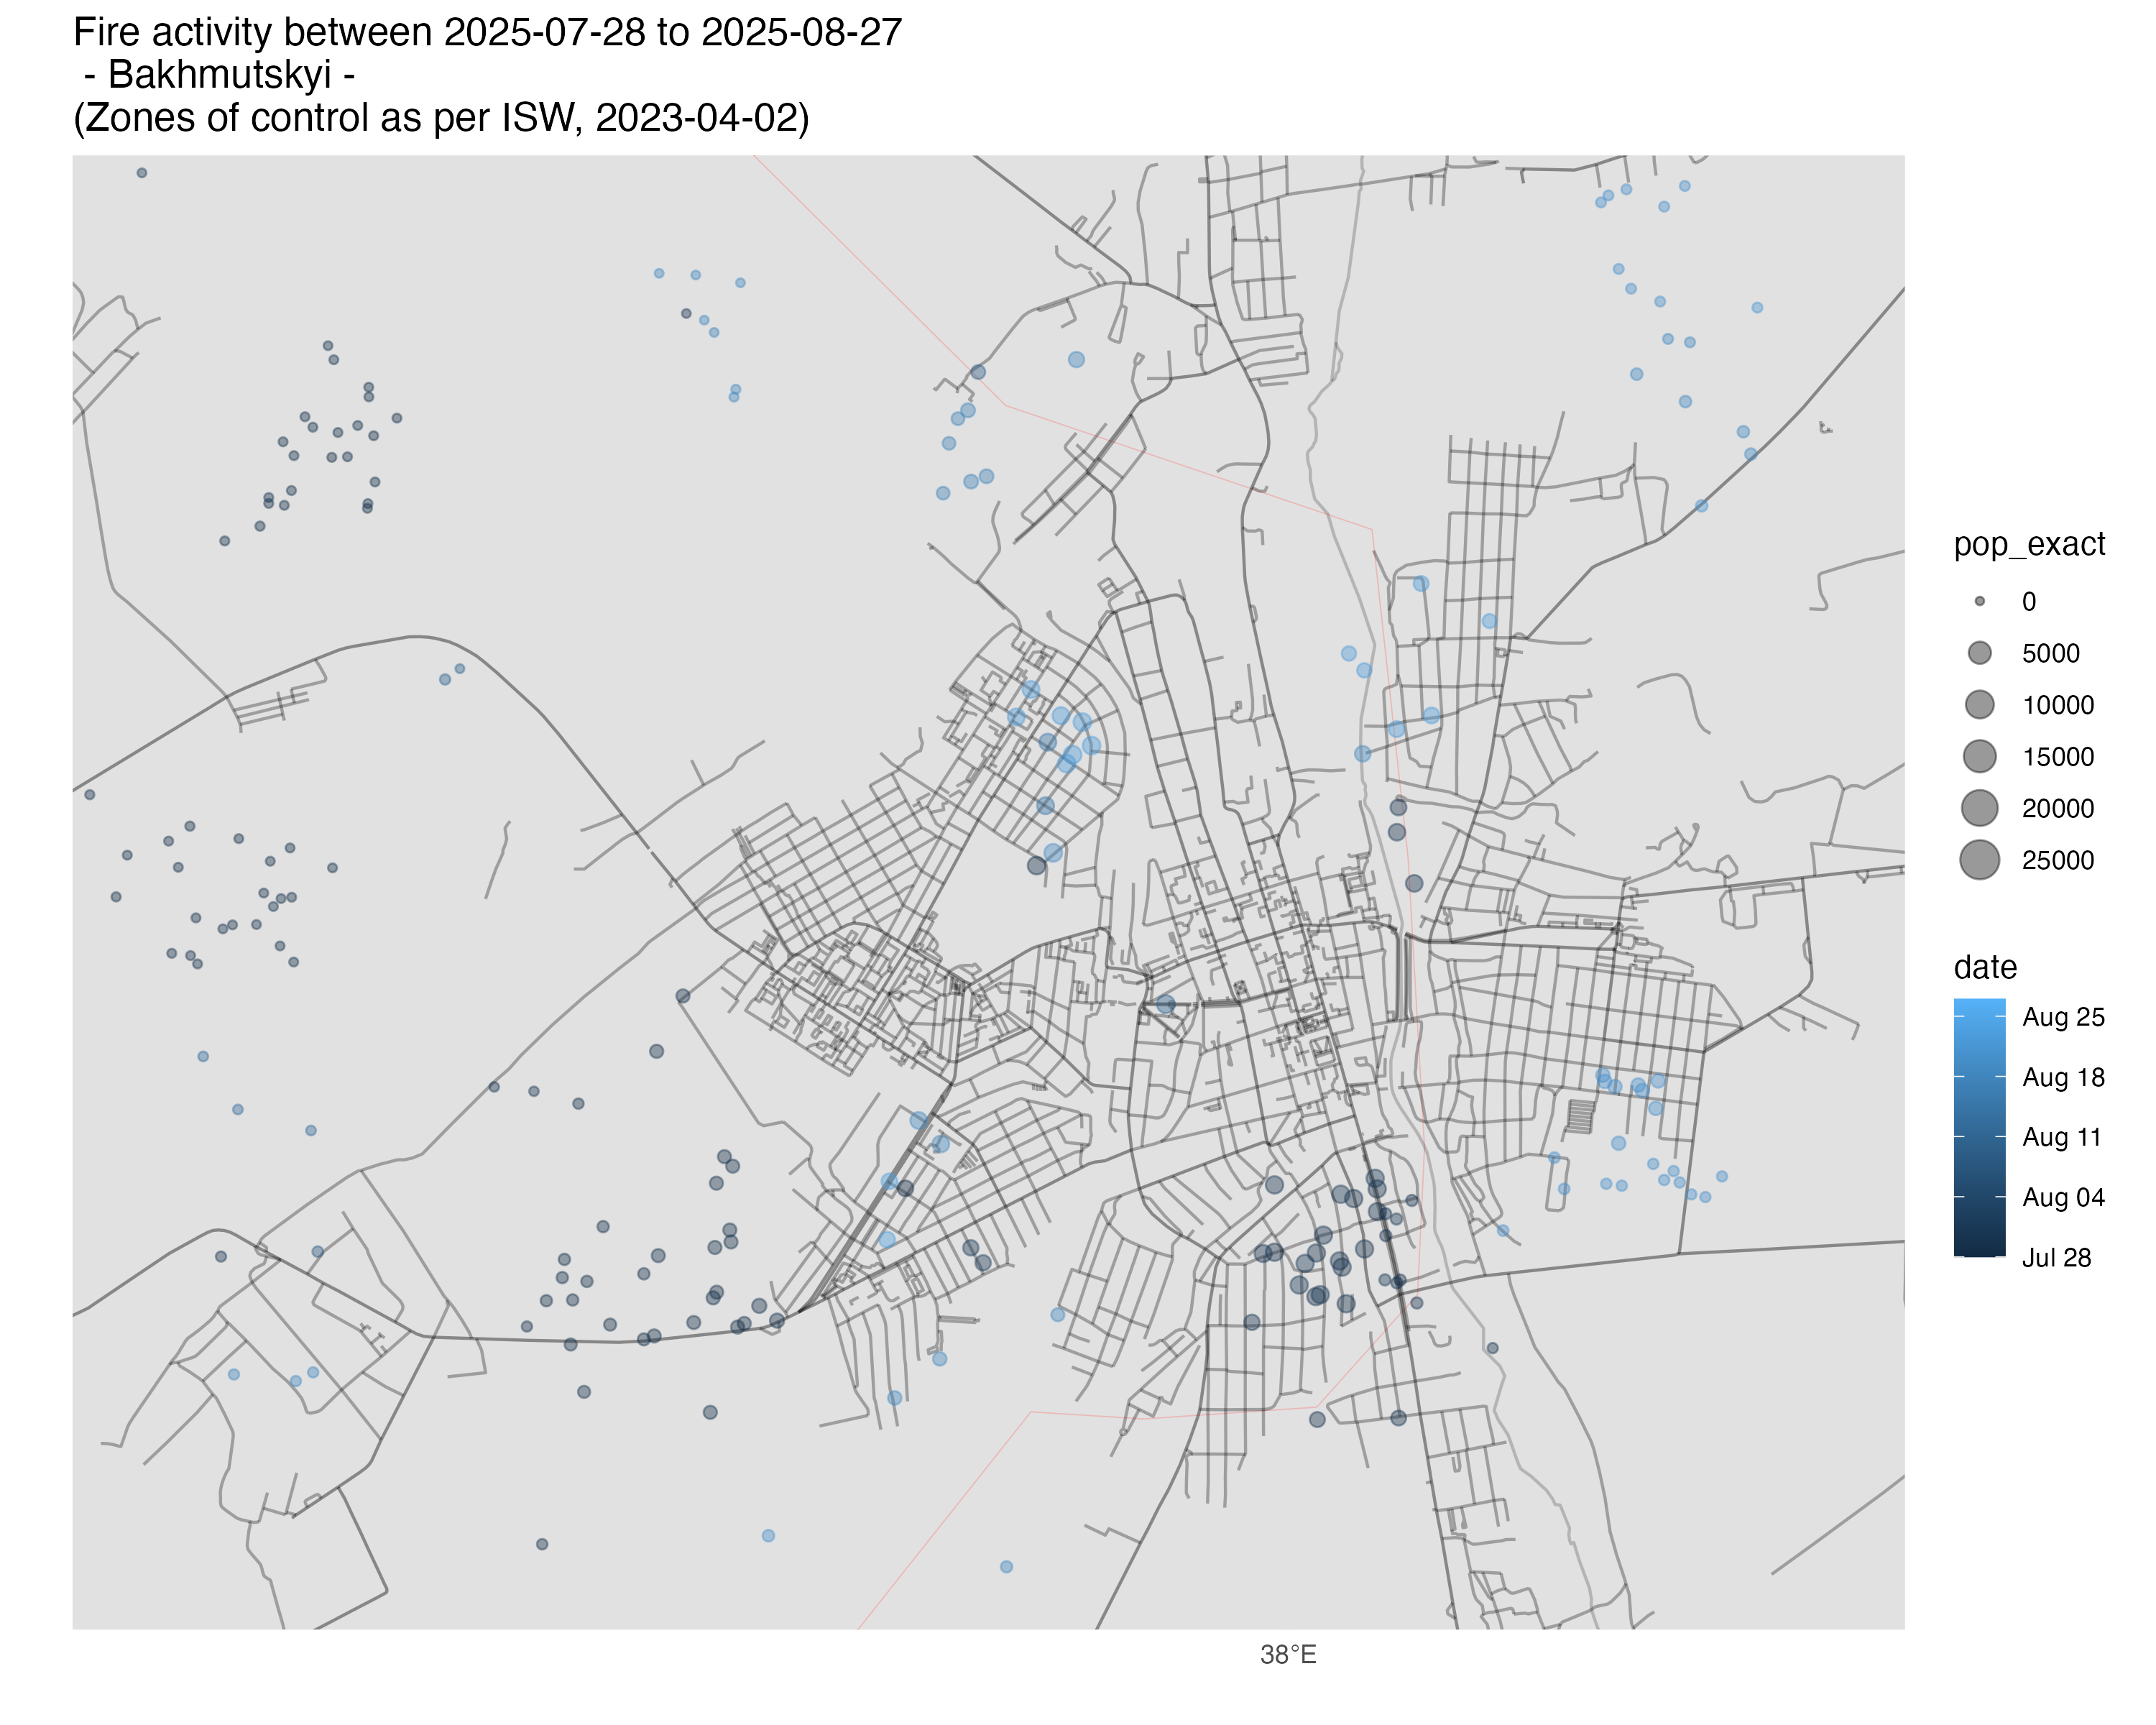 Fire activity between 2025-07-28 to 2025-08-27
- Bakhmutskyi -
(Zones of control as per ISW, 2023-04-02)
pop_exact
0
5000
10000
15000
20000
25000
date
Aug 25
Aug 18
Aug 11
Aug 04
Jul 28
38°E